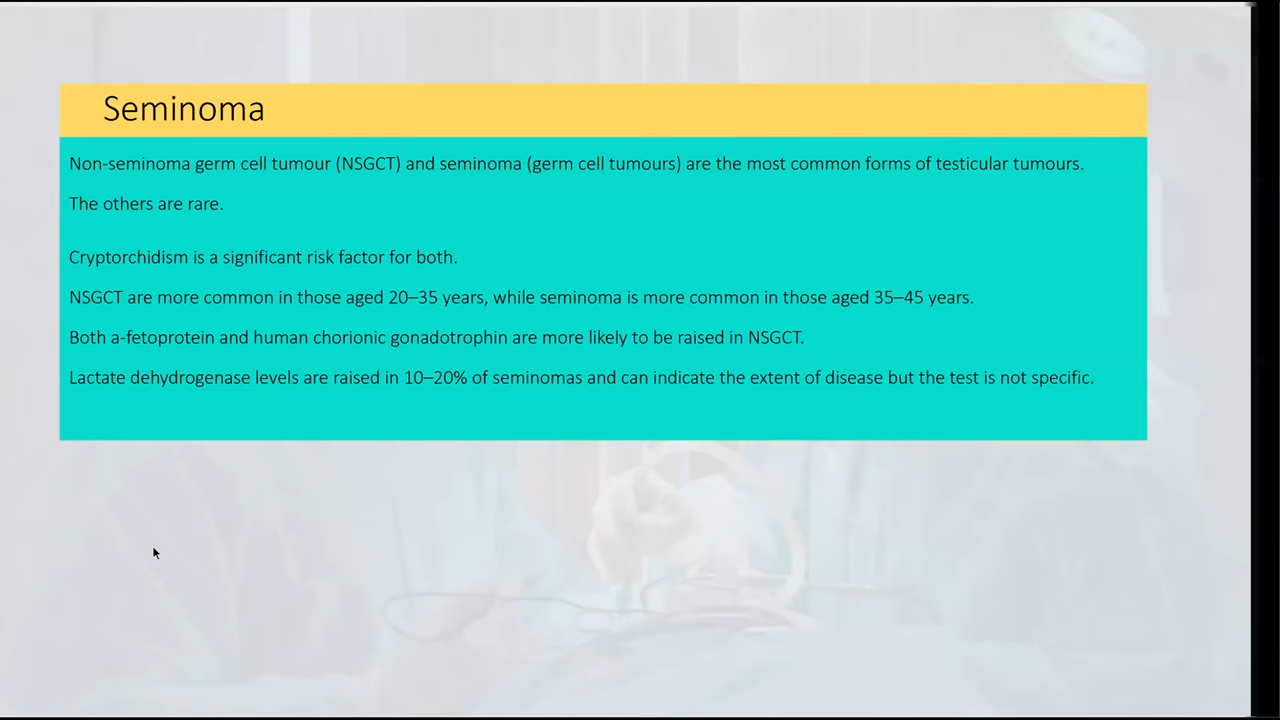 Seminoma
Non-seminoma germ cell tumour (NSGCT) and seminoma (germ cell tumours) are the most common forms of testicular tumours.
The others are rare.
Cryptorchidism is a significant risk factor for both.
NSGCT are more common in those aged 20–35 years, while seminoma is more common in those aged 35–45 years.
Both a-fetoprotein and human chorionic gonadotrophin are more likely to be raised in NSGCT.
Lactate dehydrogenase levels are raised in 10–20% of seminomas and can indicate the extent of disease but the test is not specific.